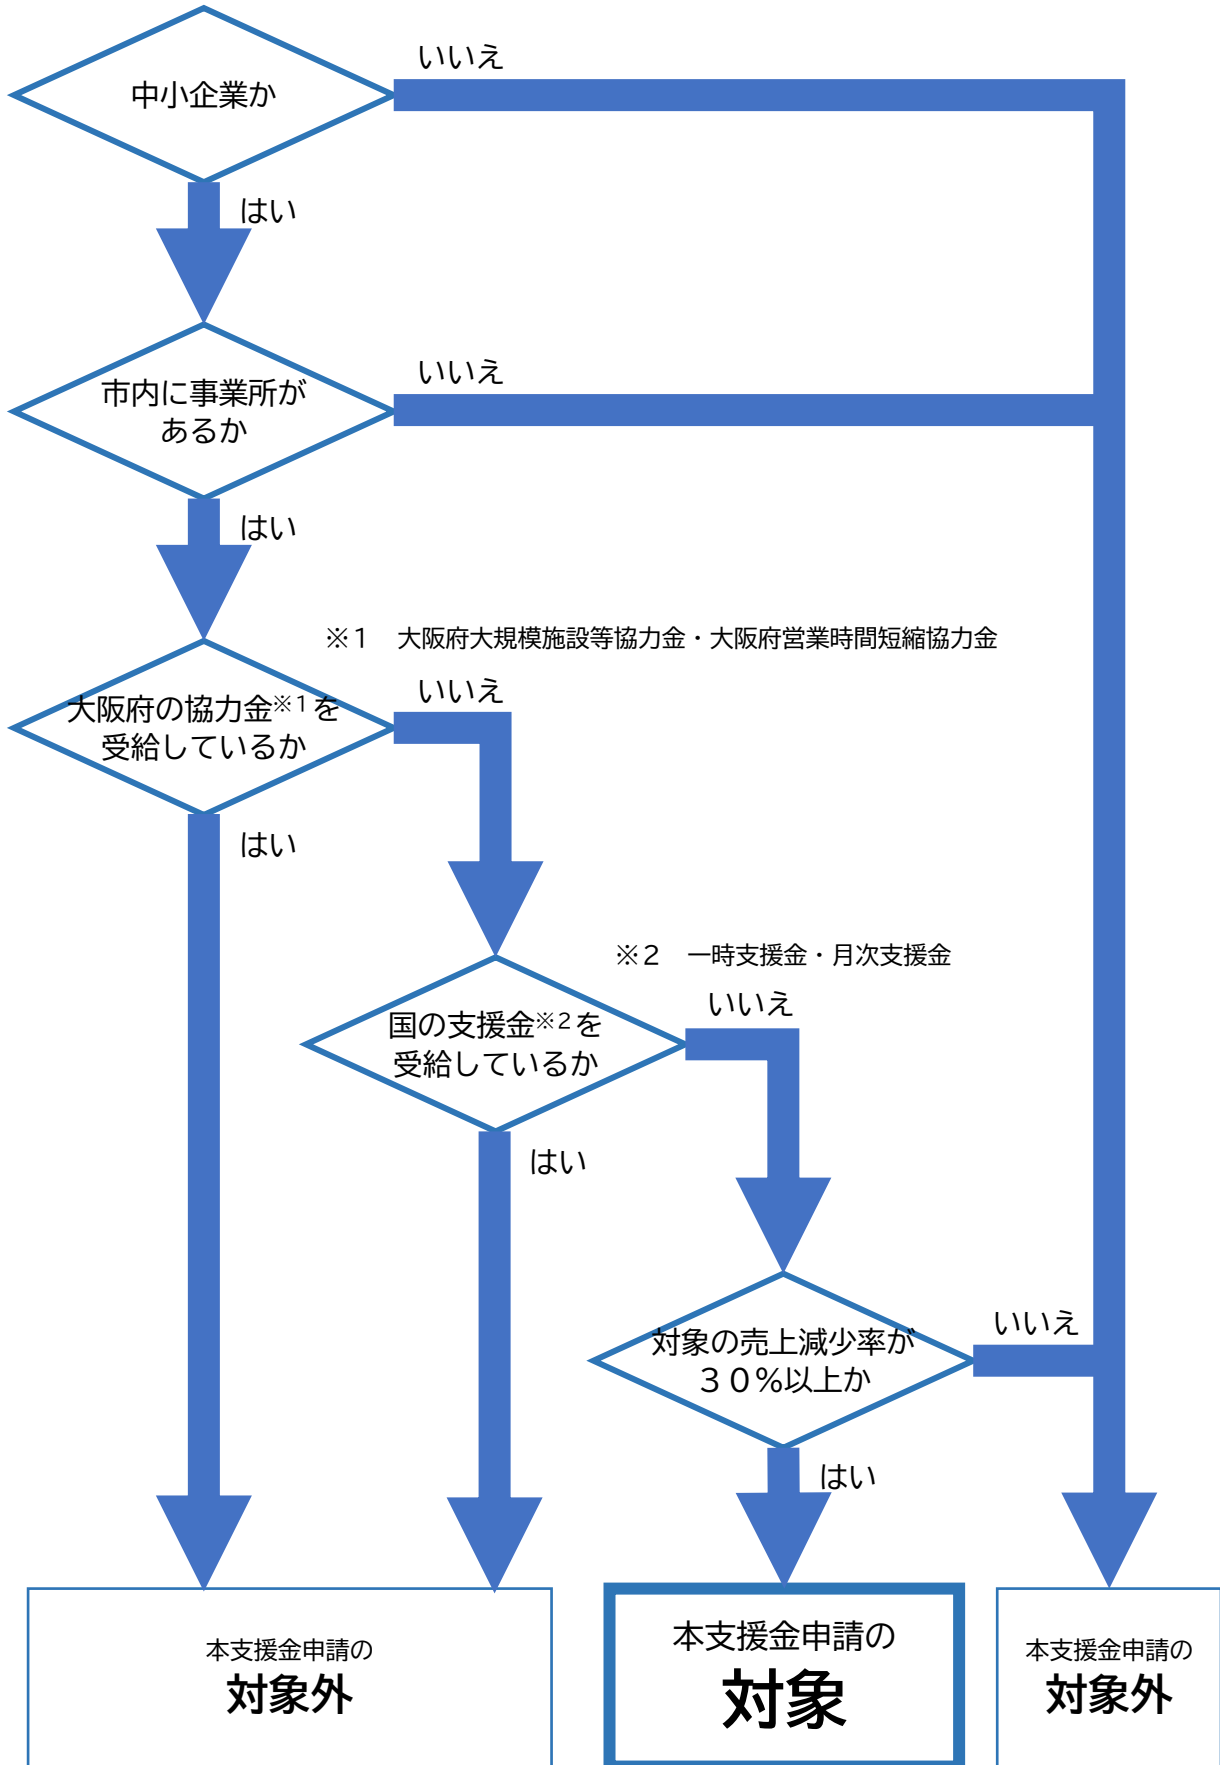 いいえ
中小企業か
はい
いいえ
市内に事業所が
あるか
はい
※１　大阪府大規模施設等協力金・大阪府営業時間短縮協力金
いいえ
大阪府の協力金※１を
受給しているか
はい
※２　一時支援金・月次支援金
いいえ
国の支援金※２を
受給しているか
はい
いいえ
対象の売上減少率が
３０％以上か
はい
本支援金申請の
対象外
本支援金申請の
対象
本支援金申請の
対象外